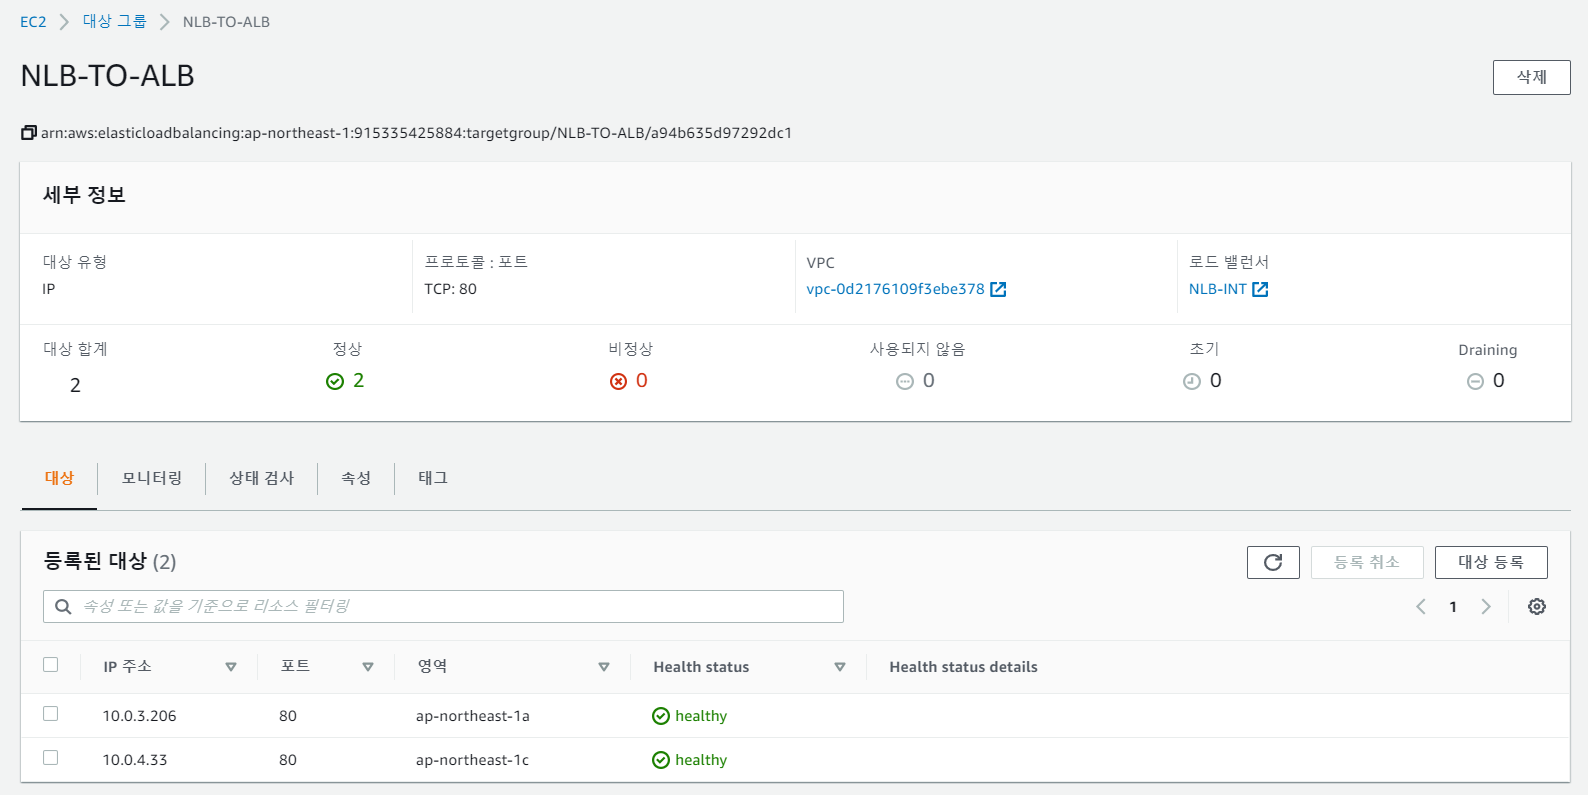 EC2 > 대상 그룹 > NLB-TO-ALB
NLB-TO-ALB
삭제
arn:aws:elasticloadbalancing:ap-northeast-1:915335425884:targetgroup/NLB-TO-ALB/a94b635d97292dc1
세부 정보
대상 유형 프로토콜 : 포트 VPC 로드 밸런서
IP TCP: 80 vpc-0d2176109f3ebe378 NLB-INT
대상 합계 정상 비정상 사용되지 않음 초기 Draining
2 2 0 0 0 0
대상 모니터링 상태 검사 속성 태그
등록된 대상 (2) 등록 취소 대상 등록
속성 또는 값을 기준으로 리소스 필터링 1
IP 주소 포트 영역 Health status Health status details
10.0.3.206 80 ap-northeast-1a healthy
10.0.4.33 80 ap-northeast-1c healthy